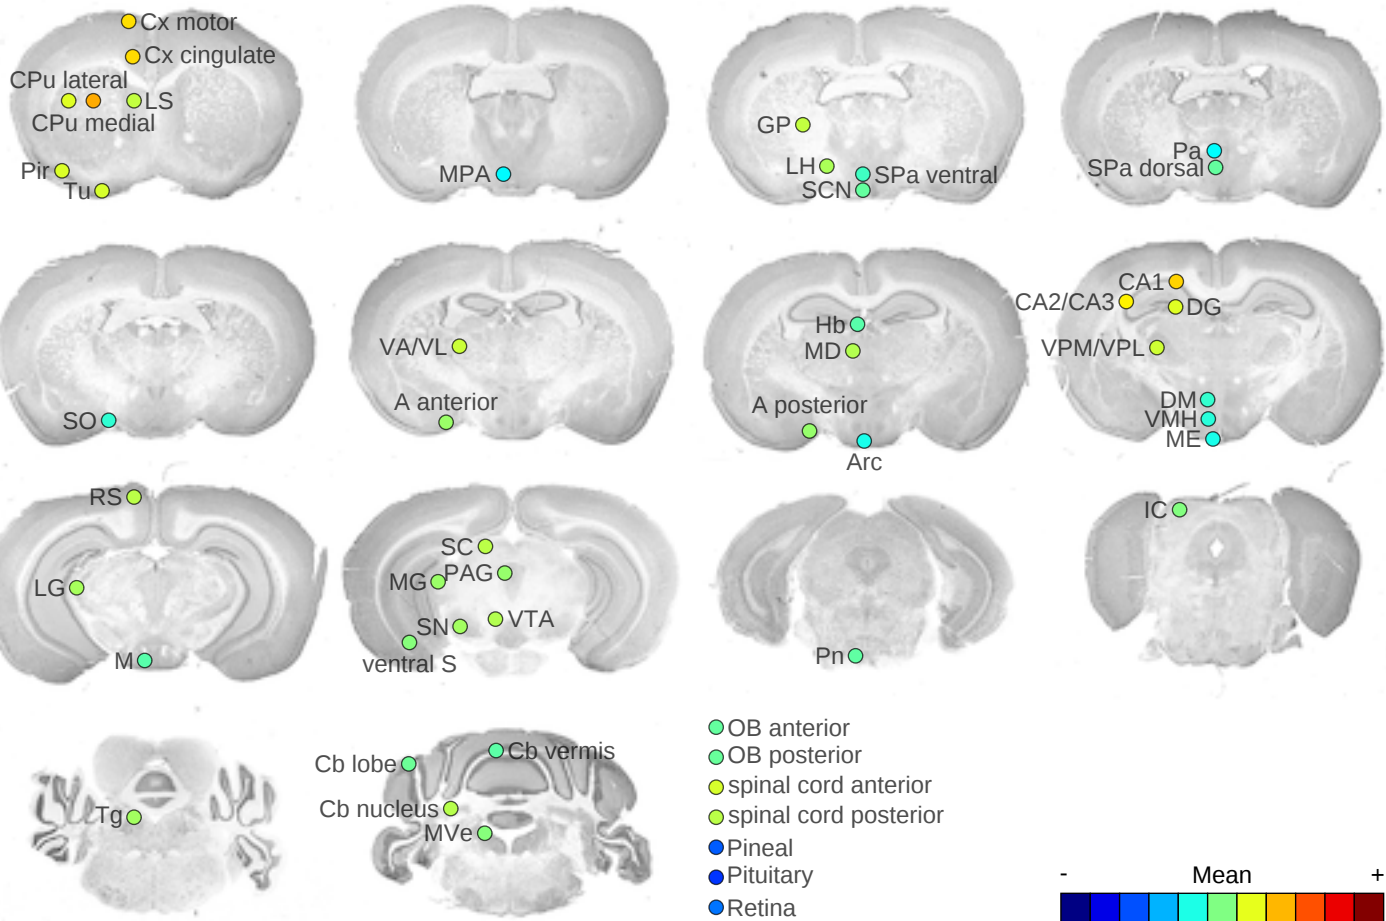 Cx motor
Cx cingulate
CPu lateral
LS
CPu medial
Pir
Tu
MPA
GP
LH
SPa ventral
SCN
Pa
SPa dorsal
SO
VA/VL
A anterior
Hb
MD
A posterior
Arc
CA1
CA2/CA3
DG
VPM/VPL
DM
VMH
ME
RS
LG
M
SC
MG
PAG
SN
VTA
ventral S
Pn
IC
Tg
Cb lobe
Cb vermis
Cb nucleus
MVe
OB anterior
OB posterior
spinal cord anterior
spinal cord posterior
Pineal
Pituitary
Retina
- Mean +